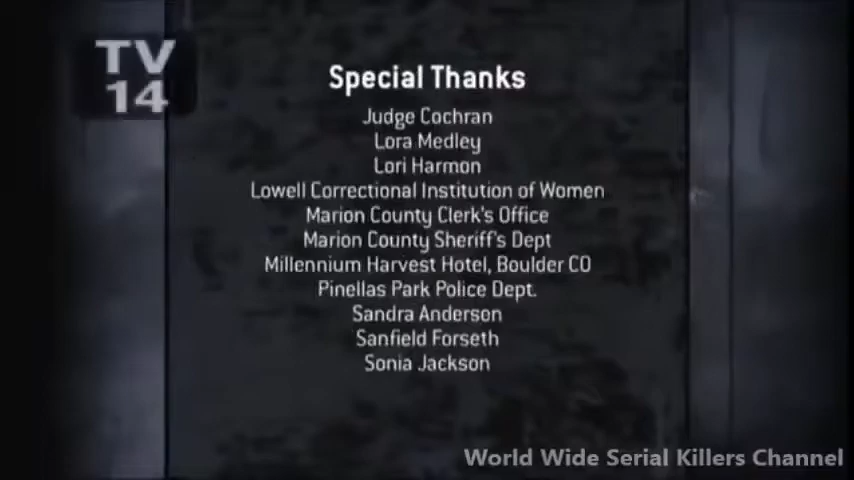 TV
14
Special Thanks
Judge Cochran
Lora Medley
Lori Harmon
Lowell Correctional Institution of Women
Marion County Clerk's Office
Marion County Sheriff's Dept
Millennium Harvest Hotel, Boulder CO
Pinellas Park Police Dept.
Sandra Anderson
Sanfield Forseth
Sonia Jackson
World Wide Serial Killers Channel